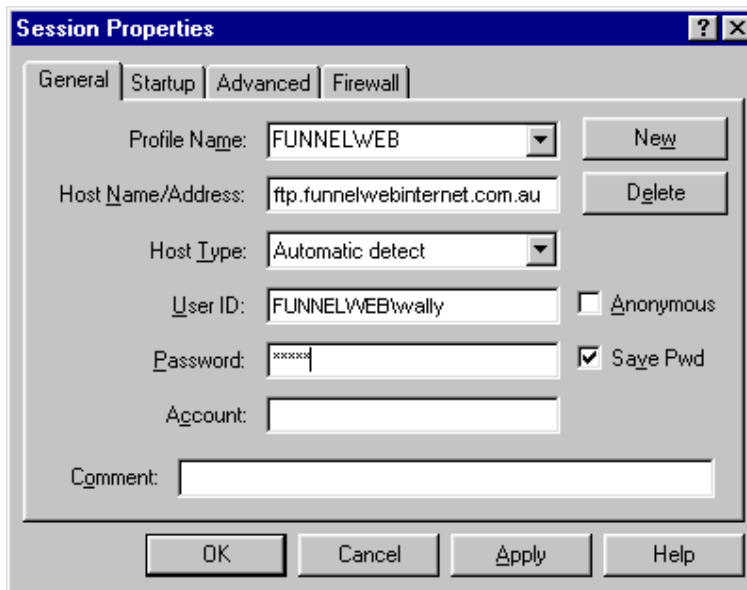 Session Properties
General Startup Advanced Firewall
Profile Name: FUNNELWEB New
Host Name/Address: ftp.funnelwebinternet.com.au Delete
Host Type: Automatic detect
User ID: FUNNELWEB\wally Anonymous
Password: ***** Save Pwd
Account:
Comment:
OK Cancel Apply Help